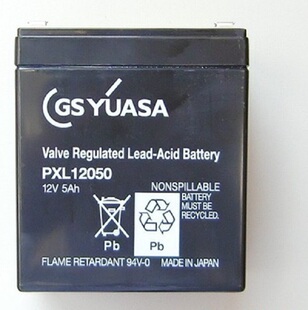 GS YUASA
Valve Regulated Lead-Acid Battery
PXL12050
12V 5Ah
NONSPILLABLE
BATTERY
MUST BE
RECYCLED.
Pb
Pb
FLAME RETARDANT 94V-0 MADE IN JAPAN